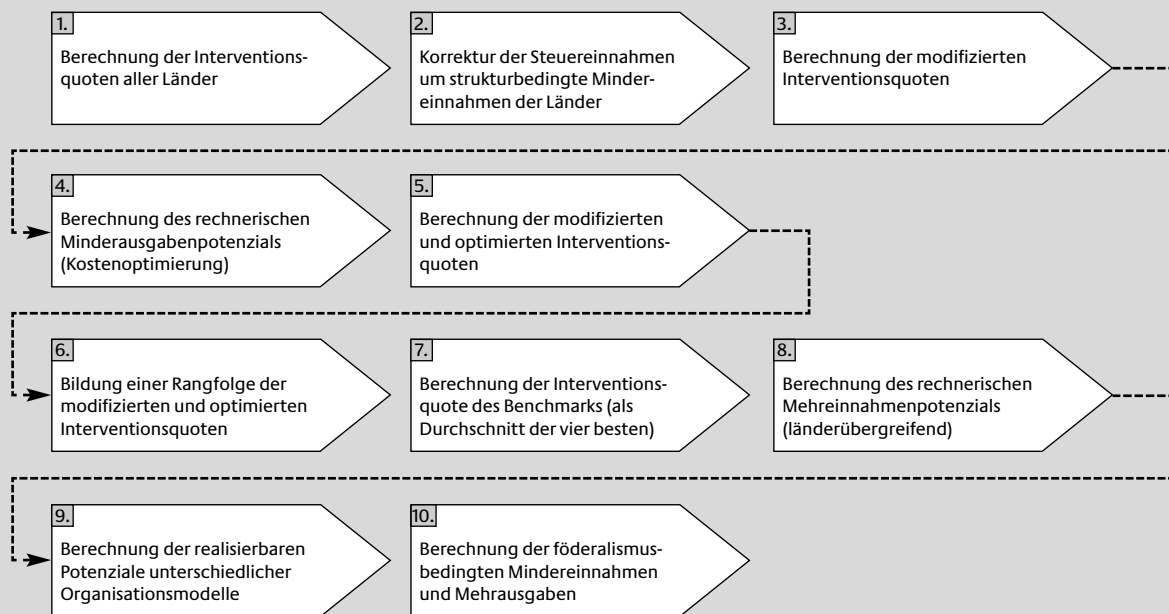 1.
Berechnung der Interventions-
quoten aller Länder
2.
Korrektur der Steuereinnahmen
um strukturbedingte Minder-
einnahmen der Länder
3.
Berechnung der modifizierten
Interventionsquoten
4.
Berechnung des rechnerischen
Minderausgabenpotenzials
(Kostenoptimierung)
5.
Berechnung der modifizierten
und optimierten Interventions-
quoten
6.
Bildung einer Rangfolge der
modifizierten und optimierten
Interventionsquoten
7.
Berechnung der Interventions-
quote des Benchmarks (als
Durchschnitt der vier besten)
8.
Berechnung des rechnerischen
Mehreinnahmenpotenzials
(länderübergreifend)
9.
Berechnung der realisierbaren
Potenziale unterschiedlicher
Organisationsmodelle
10.
Berechnung der föderalismus-
bedingten Mindereinnahmen
und Mehrausgaben